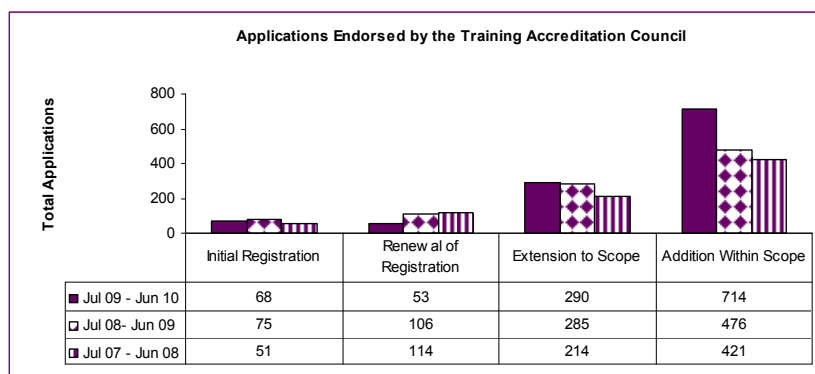 Applications Endorsed by the Training Accreditation Council
Total Applications
800
600
400
200
0
Initial Registration Renewal of Registration Extension to Scope Addition Within Scope
Jul 09 - Jun 10 68 53 290 714
Jul 08- Jun 09 75 106 285 476
Jul 07 - Jun 08 51 114 214 421